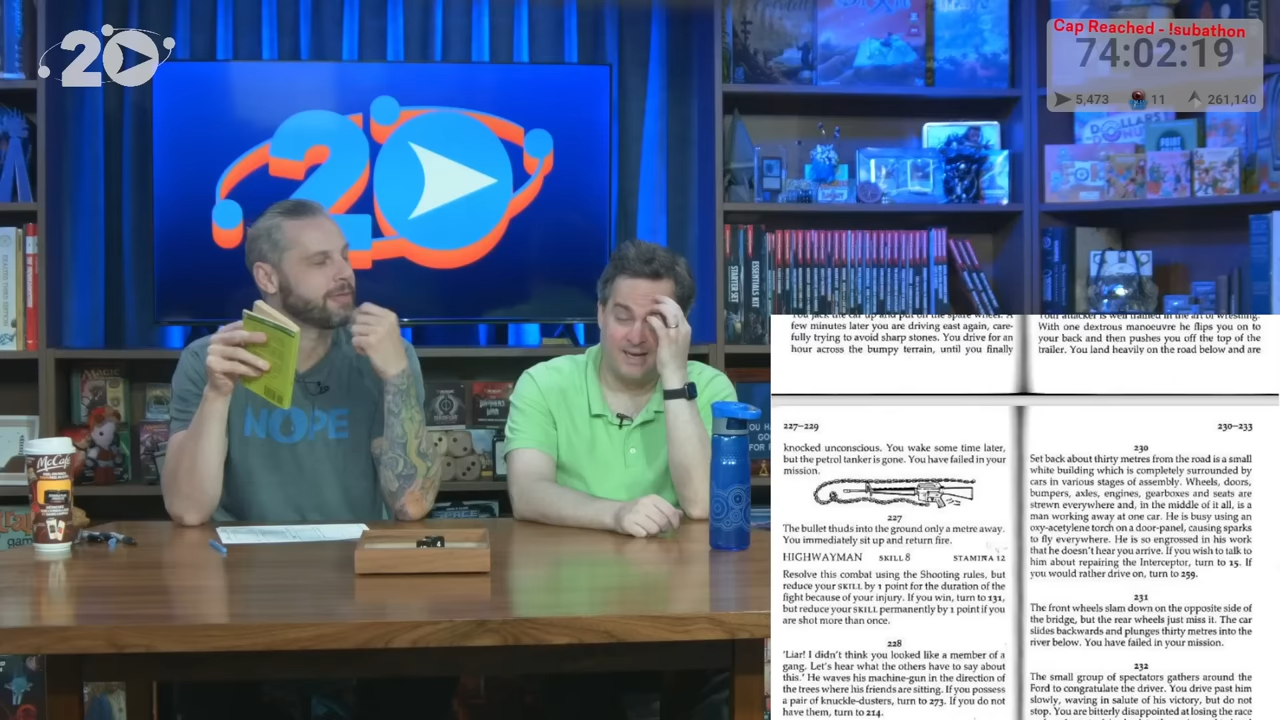 20
Cap Reached - !subathon
74:02:19
5,473
11
261,140
20
DOLLARS
STARTER SET
ESSENTIALS KIT
NOPE
McCafé
Magic
You jack the car up and put on the spare wheel. A
few minutes later you are driving east again, care-
fully trying to avoid sharp stones. You drive for an
hour across the bumpy terrain, until you finally
Your attacker is well trained in the art of wrestling.
With one dextrous manoeuvre he flips you on to
your back and then pushes you off the top of the
trailer. You land heavily on the road below and are
227–229
knocked unconscious. You wake some time later,
but the petrol tanker is gone. You have failed in your
mission.
227
The bullet thuds into the ground only a metre away.
You immediately sit up and return fire.
HIGHWAYMAN SKILL 8 STAMINA 12
Resolve this combat using the Shooting rules, but
reduce your SKILL by 1 point for the duration of the
fight because of your injury. If you win, turn to 131,
but reduce your SKILL permanently by 1 point if you
are shot more than once.
228
'Liar! I didn't think you looked like a member of a
gang. Let's hear what the others have to say about
this.' He waves his machine-gun in the direction of
the trees where his friends are sitting. If you possess
a pair of knuckle-dusters, turn to 273. If you do not
have them, turn to 214.
230–233
230
Set back about thirty metres from the road is a small
white building which is completely surrounded by
cars in various stages of assembly. Wheels, doors,
bumpers, axles, engines, gearboxes and seats are
strewn everywhere and, in the middle of it all, is a
man working away at one car. He is busy using an
oxy-acetylene torch on a door-panel, causing sparks
to fly everywhere. He is so engrossed in his work
that he doesn't hear you arrive. If you wish to talk to
him about repairing the Interceptor, turn to 15. If
you would rather drive on, turn to 259.
231
The front wheels slam down on the opposite side of
the bridge, but the rear wheels just miss it. The car
slides backwards and plunges thirty metres into the
river below. You have failed in your mission.
232
The small group of spectators gathers around the
Ford to congratulate the driver. You drive past him
slowly, waving in salute of his victory, but do not
stop. You are bitterly disappointed at losing the race